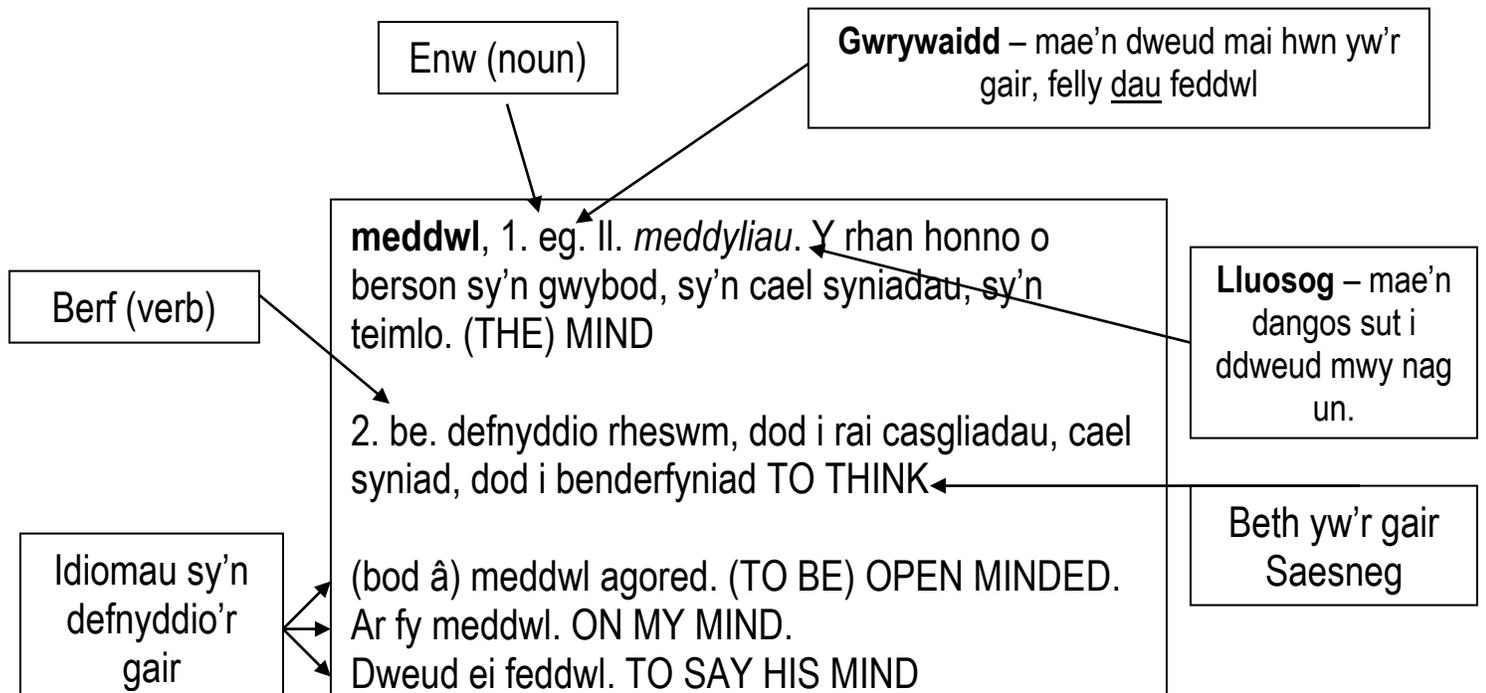 Enw (noun)
Gwrywaidd – mae'n dweud mai hwn yw'r
gair, felly dau feddwl
meddwl, 1. eg. ll. meddyliau. Y rhan honno o
berson sy'n gwybod, sy'n cael syniadau, sy'n
teimlo. (THE) MIND
Berf (verb)
Lluosog – mae'n
dangos sut i
ddweud mwy nag
un.
2. be. defnyddio rheswm, dod i rai casgliadau, cael
syniad, dod i benderfyniad TO THINK
Beth yw'r gair
Saesneg
Idiomau sy'n
defnyddio'r
gair
(bod â) meddwl agored. (TO BE) OPEN MINDED.
Ar fy meddwl. ON MY MIND.
Dweud ei feddwl. TO SAY HIS MIND